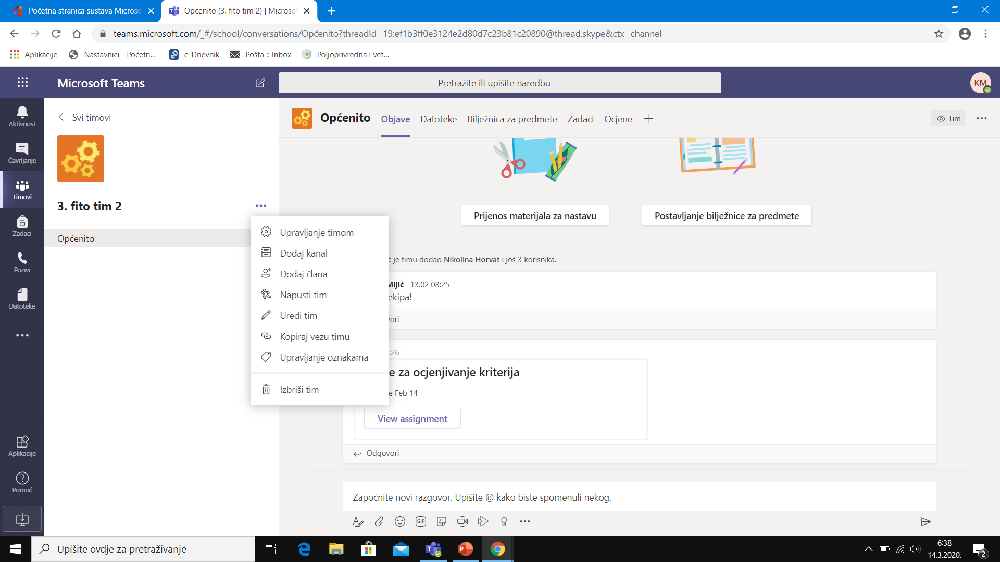 Početna stranica sustava Microso
Općenito (3. fito tim 2) | Microsof
teams.microsoft.com/_#/school/conversations/Općenito?threadId=19:ef1b3ff0e3124e2d80d7c23b81c20890@thread.skype&ctx=channel
Aplikacije
Nastavnici - Početn...
e-Dnevnik
Pošta :: Inbox
Poljoprivredna i vet...
Microsoft Teams
Pretražite ili upišite naredbu
KM
Aktivnost
Čavrljanje
Timovi
Zadaci
Pozivi
Datoteke
Aplikacije
Pomoć
Svi timovi
3. fito tim 2
Općenito
Upravljanje timom
Dodaj kanal
Dodaj člana
Napusti tim
Uredi tim
Kopiraj vezu timu
Upravljanje oznakama
Izbriši tim
Općenito
Objave
Datoteke
Bilježnica za predmete
Zadaci
Ocjene
Tim
Prijenos materijala za nastavu
Postavljanje bilježnice za predmete
ć je timu dodao Nikolina Horvat i još 3 korisnika.
Mijić 13.02 08:25
ekipa!
vori
:26
e za ocjenjivanje kriterija
e Feb 14
View assignment
Odgovori
Započnite novi razgovor. Upišite @ kako biste spomenuli nekog.
GIF
Upišite ovdje za pretraživanje
6:38
14.3.2020.
2